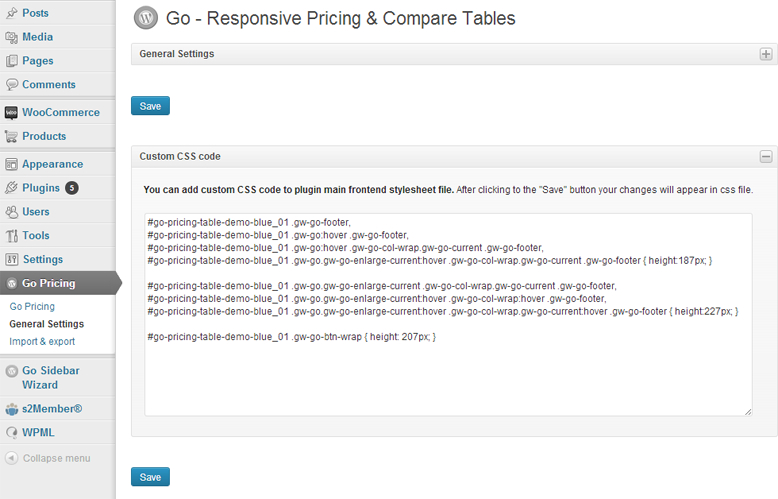 Posts
Media
Pages
Comments
WooCommerce
Products
Appearance
Plugins 5
Users
Tools
Settings
Go Pricing
Go Pricing
General Settings
Import & export
Go Sidebar
Wizard
s2Member®
WPML
Collapse menu
Go - Responsive Pricing & Compare Tables
General Settings
Save
Custom CSS code
You can add custom CSS code to plugin main frontend stylesheet file. After clicking to the "Save" button your changes will appear in css file.
#go-pricing-table-demo-blue_01 .gw-go-footer,
#go-pricing-table-demo-blue_01 .gw-go:hover .gw-go-footer,
#go-pricing-table-demo-blue_01 .gw-go:hover .gw-go-col-wrap.gw-go-current .gw-go-footer,
#go-pricing-table-demo-blue_01 .gw-go.gw-go-enlarge-current:hover .gw-go-col-wrap.gw-go-current .gw-go-footer { height:187px; }
#go-pricing-table-demo-blue_01 .gw-go.gw-go-enlarge-current .gw-go-col-wrap.gw-go-current .gw-go-footer,
#go-pricing-table-demo-blue_01 .gw-go.gw-go-enlarge-current:hover .gw-go-col-wrap:hover .gw-go-footer,
#go-pricing-table-demo-blue_01 .gw-go.gw-go-enlarge-current:hover .gw-go-col-wrap.gw-go-current:hover .gw-go-footer { height:227px; }
#go-pricing-table-demo-blue_01 .gw-go-btn-wrap { height: 207px; }
Save